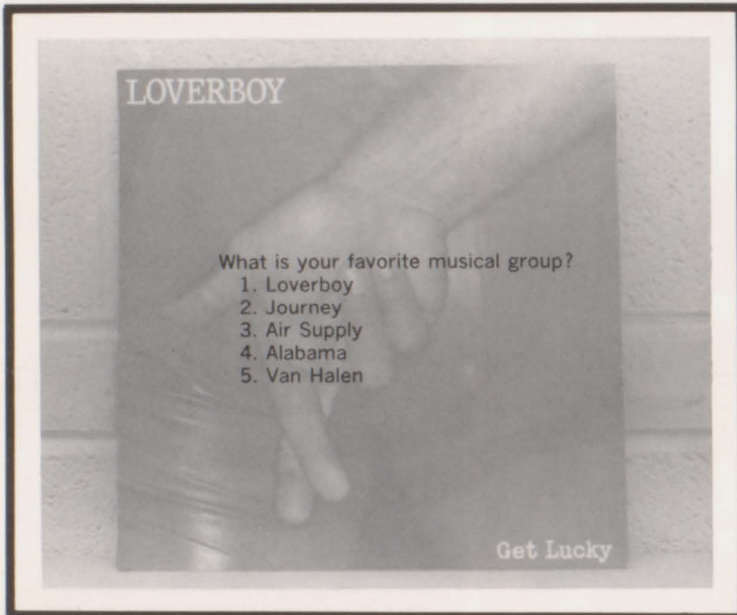 LOVERBOY
What is your favorite musical group?
1. Loverboy
2. Journey
3. Air Supply
4. Alabama
5. Van Halen
Get Lucky